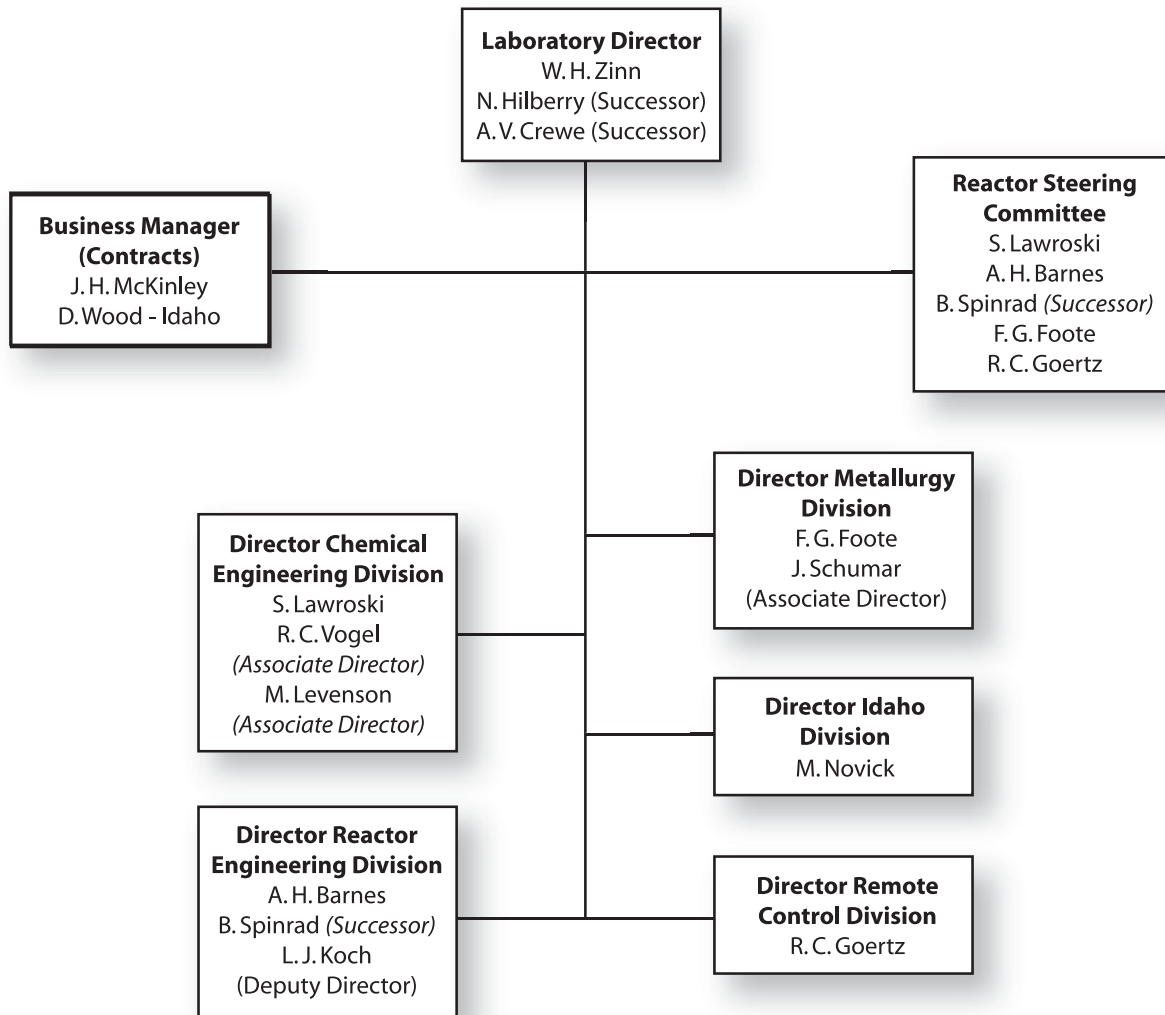 Laboratory Director
W. H. Zinn
N. Hilberry (Successor)
A. V. Crewe (Successor)
Business Manager
(Contracts)
J. H. McKinley
D. Wood - Idaho
Reactor Steering
Committee
S. Lawroski
A. H. Barnes
B. Spinrad (Successor)
F. G. Foote
R. C. Goertz
Director Metallurgy
Division
F. G. Foote
J. Schumar
(Associate Director)
Director Chemical
Engineering Division
S. Lawroski
R. C. Vogel
(Associate Director)
M. Levenson
(Associate Director)
Director Idaho
Division
M. Novick
Director Reactor
Engineering Division
A. H. Barnes
B. Spinrad (Successor)
L. J. Koch
(Deputy Director)
Director Remote
Control Division
R. C. Goertz